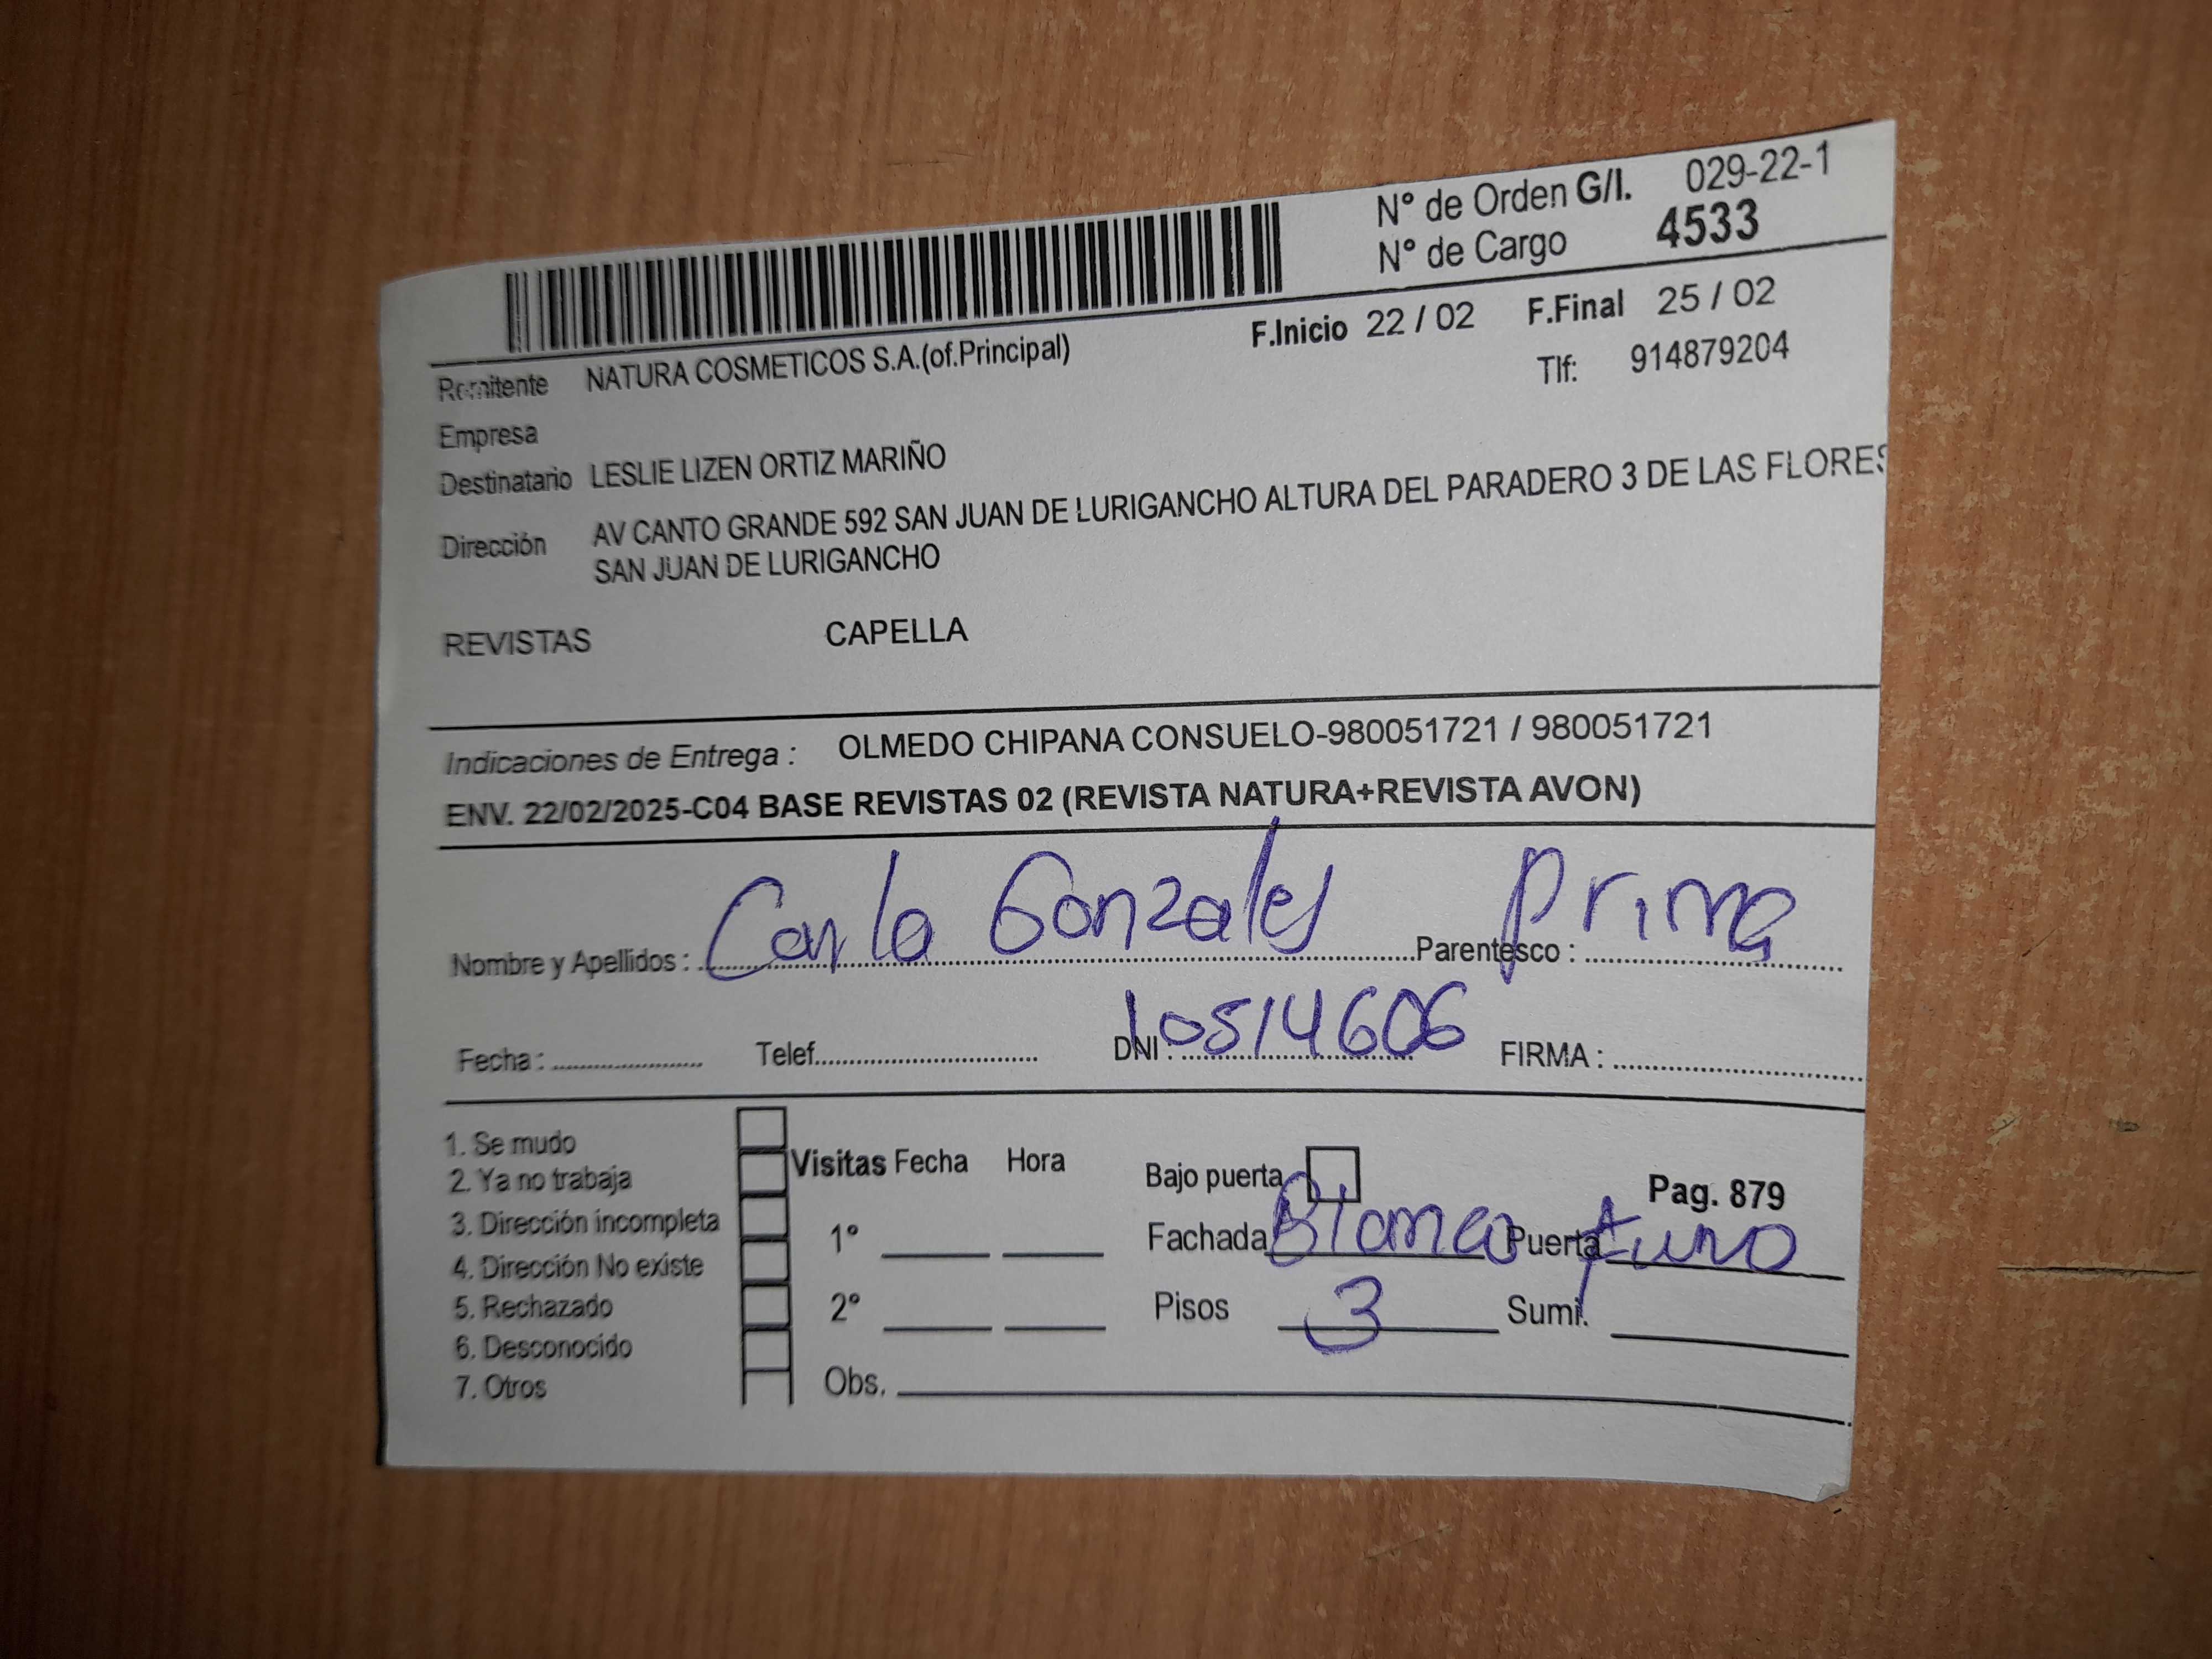 N° de Orden G/I. 029-22-1
N° de Cargo 4533
F.Inicio 22 / 02 F.Final 25 / 02
Remitente NATURA COSMETICOS S.A.(of.Principal) Tlf: 914879204
Empresa
Destinatario LESLIE LIZEN ORTIZ MARIÑO
Dirección AV CANTO GRANDE 592 SAN JUAN DE LURIGANCHO ALTURA DEL PARADERO 3 DE LAS FLORES
SAN JUAN DE LURIGANCHO
REVISTAS CAPELLA
Indicaciones de Entrega : OLMEDO CHIPANA CONSUELO-980051721 / 980051721
ENV. 22/02/2025-C04 BASE REVISTAS 02 (REVISTA NATURA+REVISTA AVON)
Nombre y Apellidos : Carla Gonzales Parentesco : Prima
Fecha : Telef. DNI : 10514606 FIRMA :
1. Se mudo
2. Ya no trabaja
3. Dirección incompleta
4. Dirección No existe
5. Rechazado
6. Desconocido
7. Otros
Visitas Fecha Hora
1°
2°
Obs.
Bajo puerta Pag. 879
Fachada Blanco Puerta
Pisos 3 Sumi.